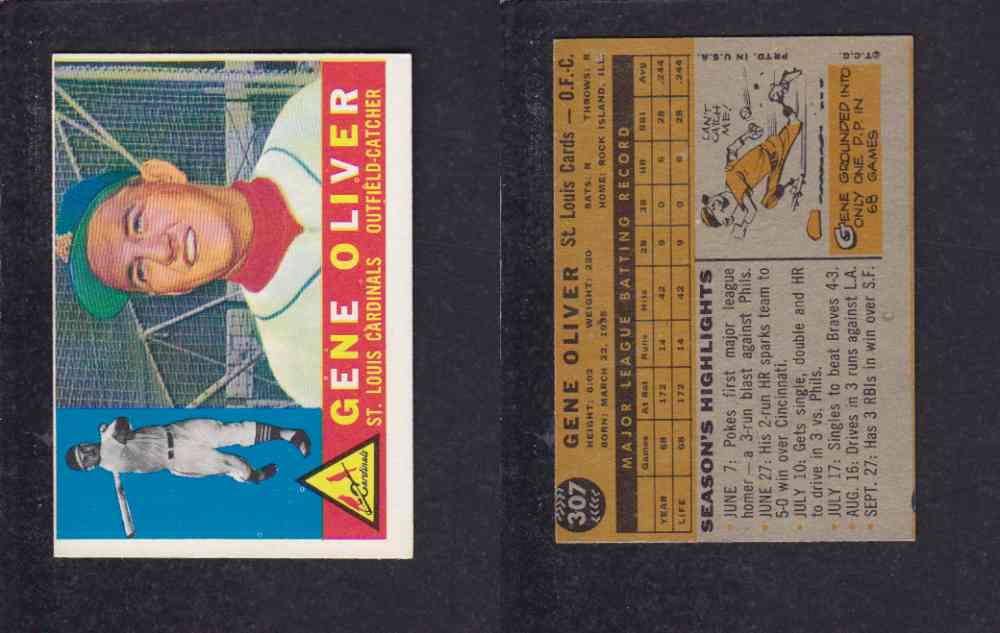 GENE OLIVER
ST. LOUIS CARDINALS OUTFIELD-CATCHER
Cardinals
307
GENE OLIVER St. Louis Cards — O.F.-C.
HEIGHT: 6:02 WEIGHT: 220 BATS: R THROWS: R
BORN: MARCH 22, 1935 HOME: ROCK ISLAND, ILL.
MAJOR LEAGUE BATTING RECORD
Games At Bat Runs Hits 2B 3B HR RBI Avg
YEAR 68 172 14 42 9 0 6 28 .244
LIFE 68 172 14 42 9 0 6 28 .244
SEASON'S HIGHLIGHTS
JUNE 7: Pokes first major league
homer — a 3-run blast against Phils.
JUNE 27: His 2-run HR sparks team to
5-0 win over Cincinnati.
JULY 10: Gets single, double and HR
to drive in 3 vs. Phils.
JULY 17: Singles to beat Braves 4-3.
AUG. 16: Drives in 3 runs against L.A.
SEPT. 27: Has 3 RBIs in win over S.F.
CAN'T
CATCH
ME!
GENE GROUNDED INTO
ONLY ONE D.P. IN
68 GAMES
©T.C.G. PRTD. IN U.S.A.